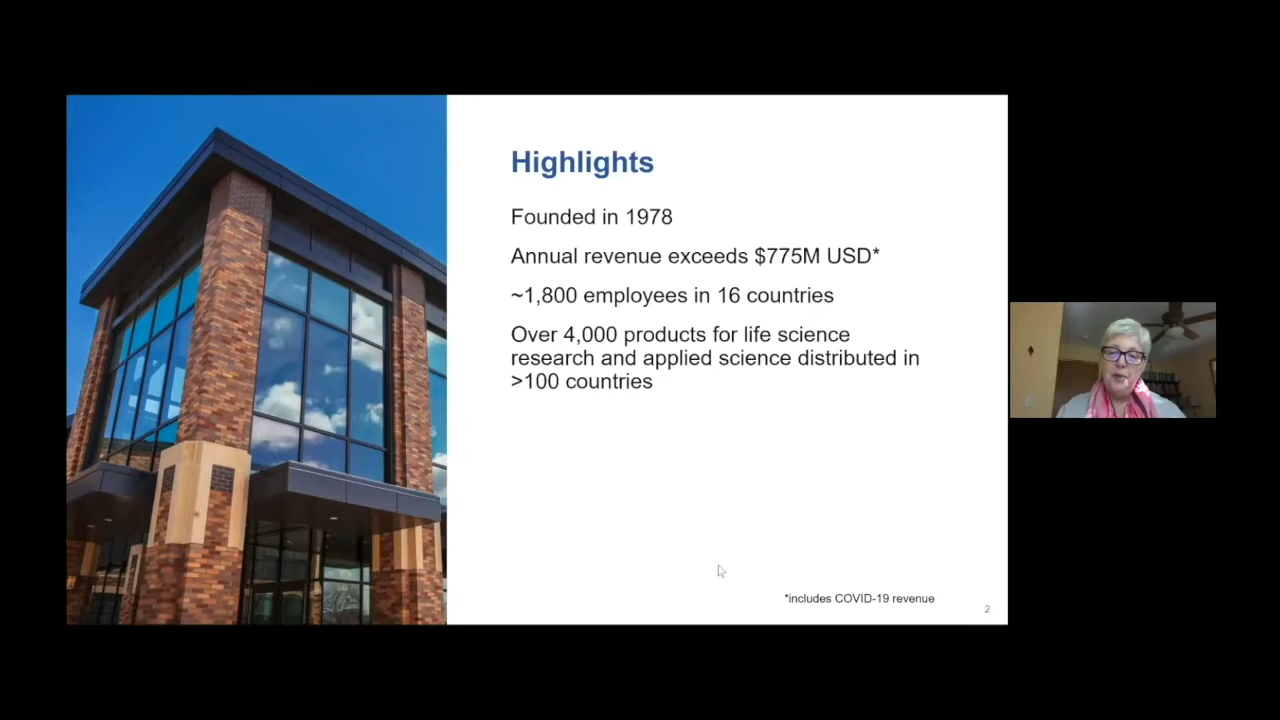 Highlights
Founded in 1978
Annual revenue exceeds $775M USD*
~1,800 employees in 16 countries
Over 4,000 products for life science
research and applied science distributed in
>100 countries
*includes COVID-19 revenue
2